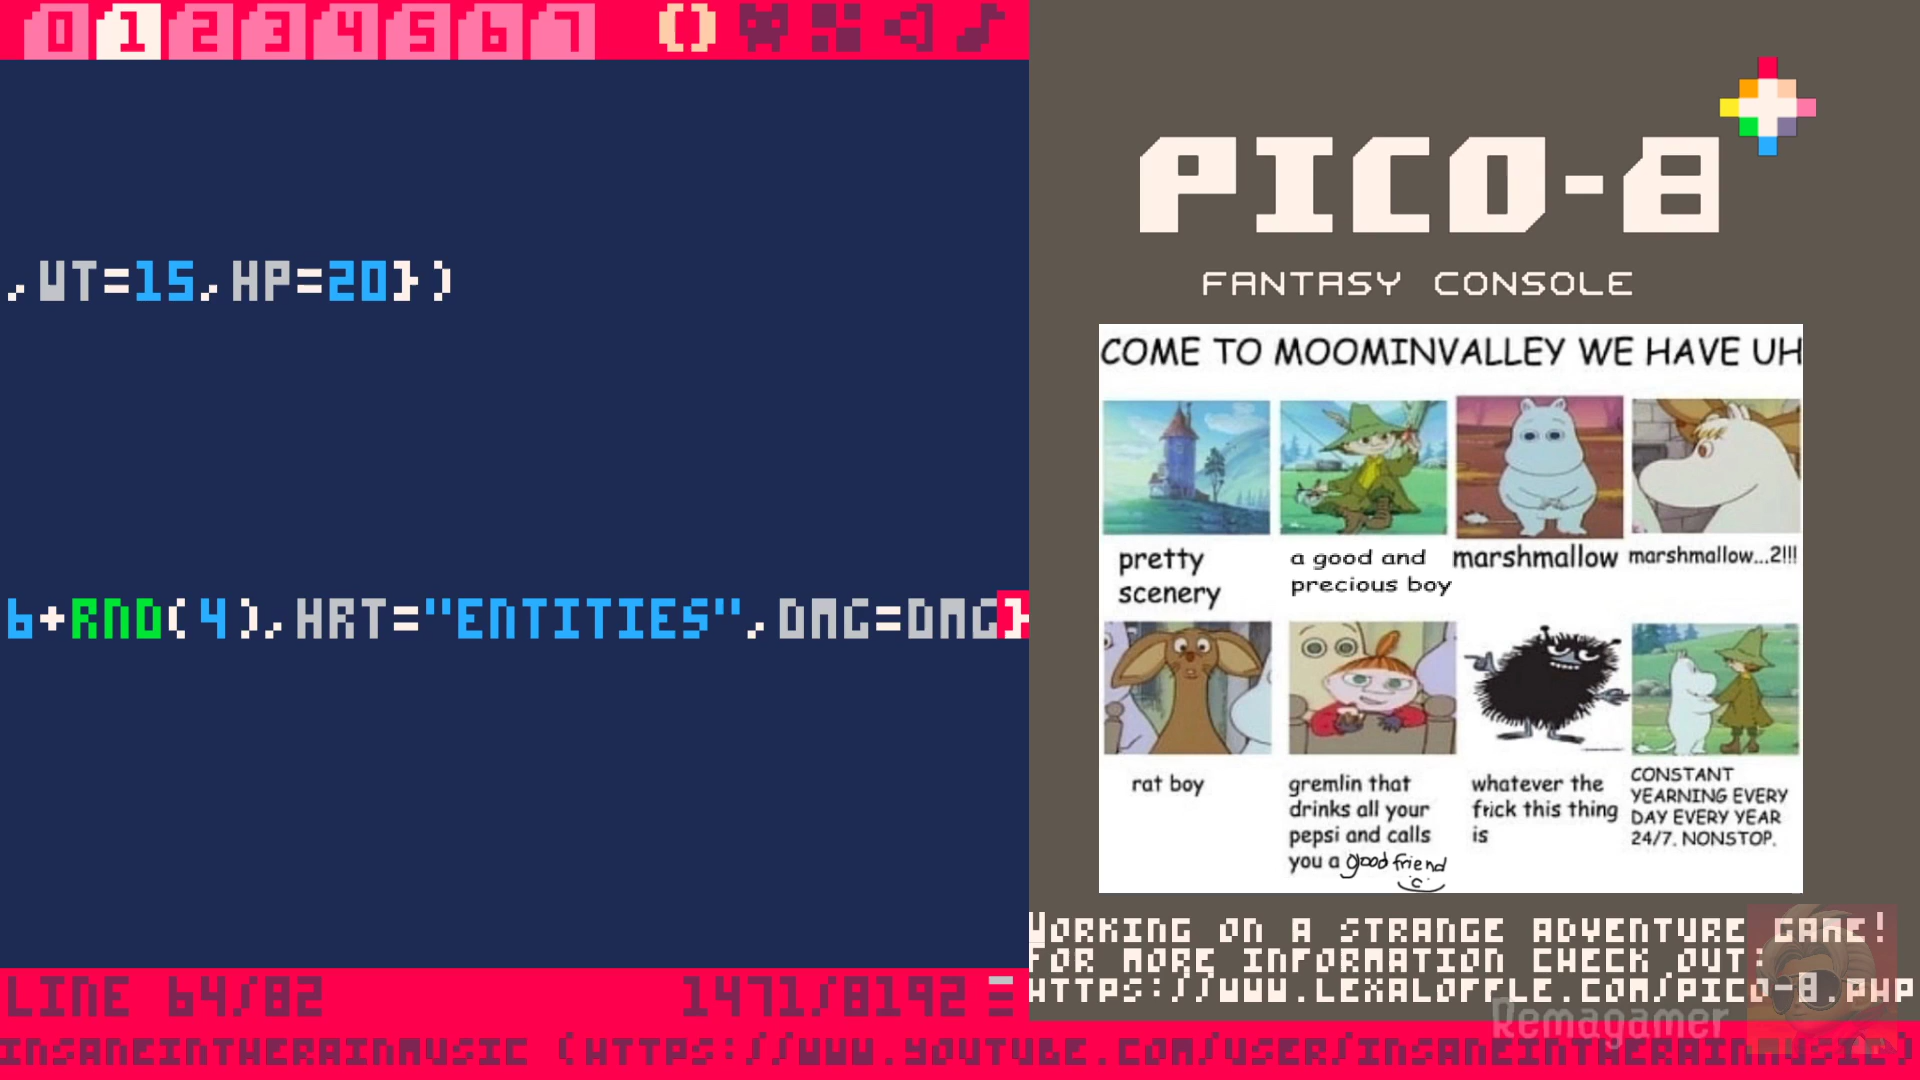 0 1 2 3 4 5 6 7 ()
,WT=15,HP=20})
6+RND(4),HRT="ENTITIES",DMG=DMG}
LINE 64/82 1471/8192
PICO-8
FANTASY CONSOLE
COME TO MOOMINVALLEY WE HAVE UH
pretty
scenery
a good and
precious boy
marshmallow
marshmallow...2!!!
rat boy
gremlin that
drinks all your
pepsi and calls
you a good friend
whatever the
frick this thing
is
CONSTANT
YEARNING EVERY
DAY EVERY YEAR
24/7. NONSTOP.
WORKING ON A STRANGE ADVENTURE GAME!
FOR MORE INFORMATION CHECK OUT:
HTTPS://WWW.LEXALOFFLE.COM/PICO-8.PHP
Remagamer
INSANEINTHERAINMUSIC (HTTPS://WWW.YOUTUBE.COM/USER/INSANEINTHERAINMUSIC)